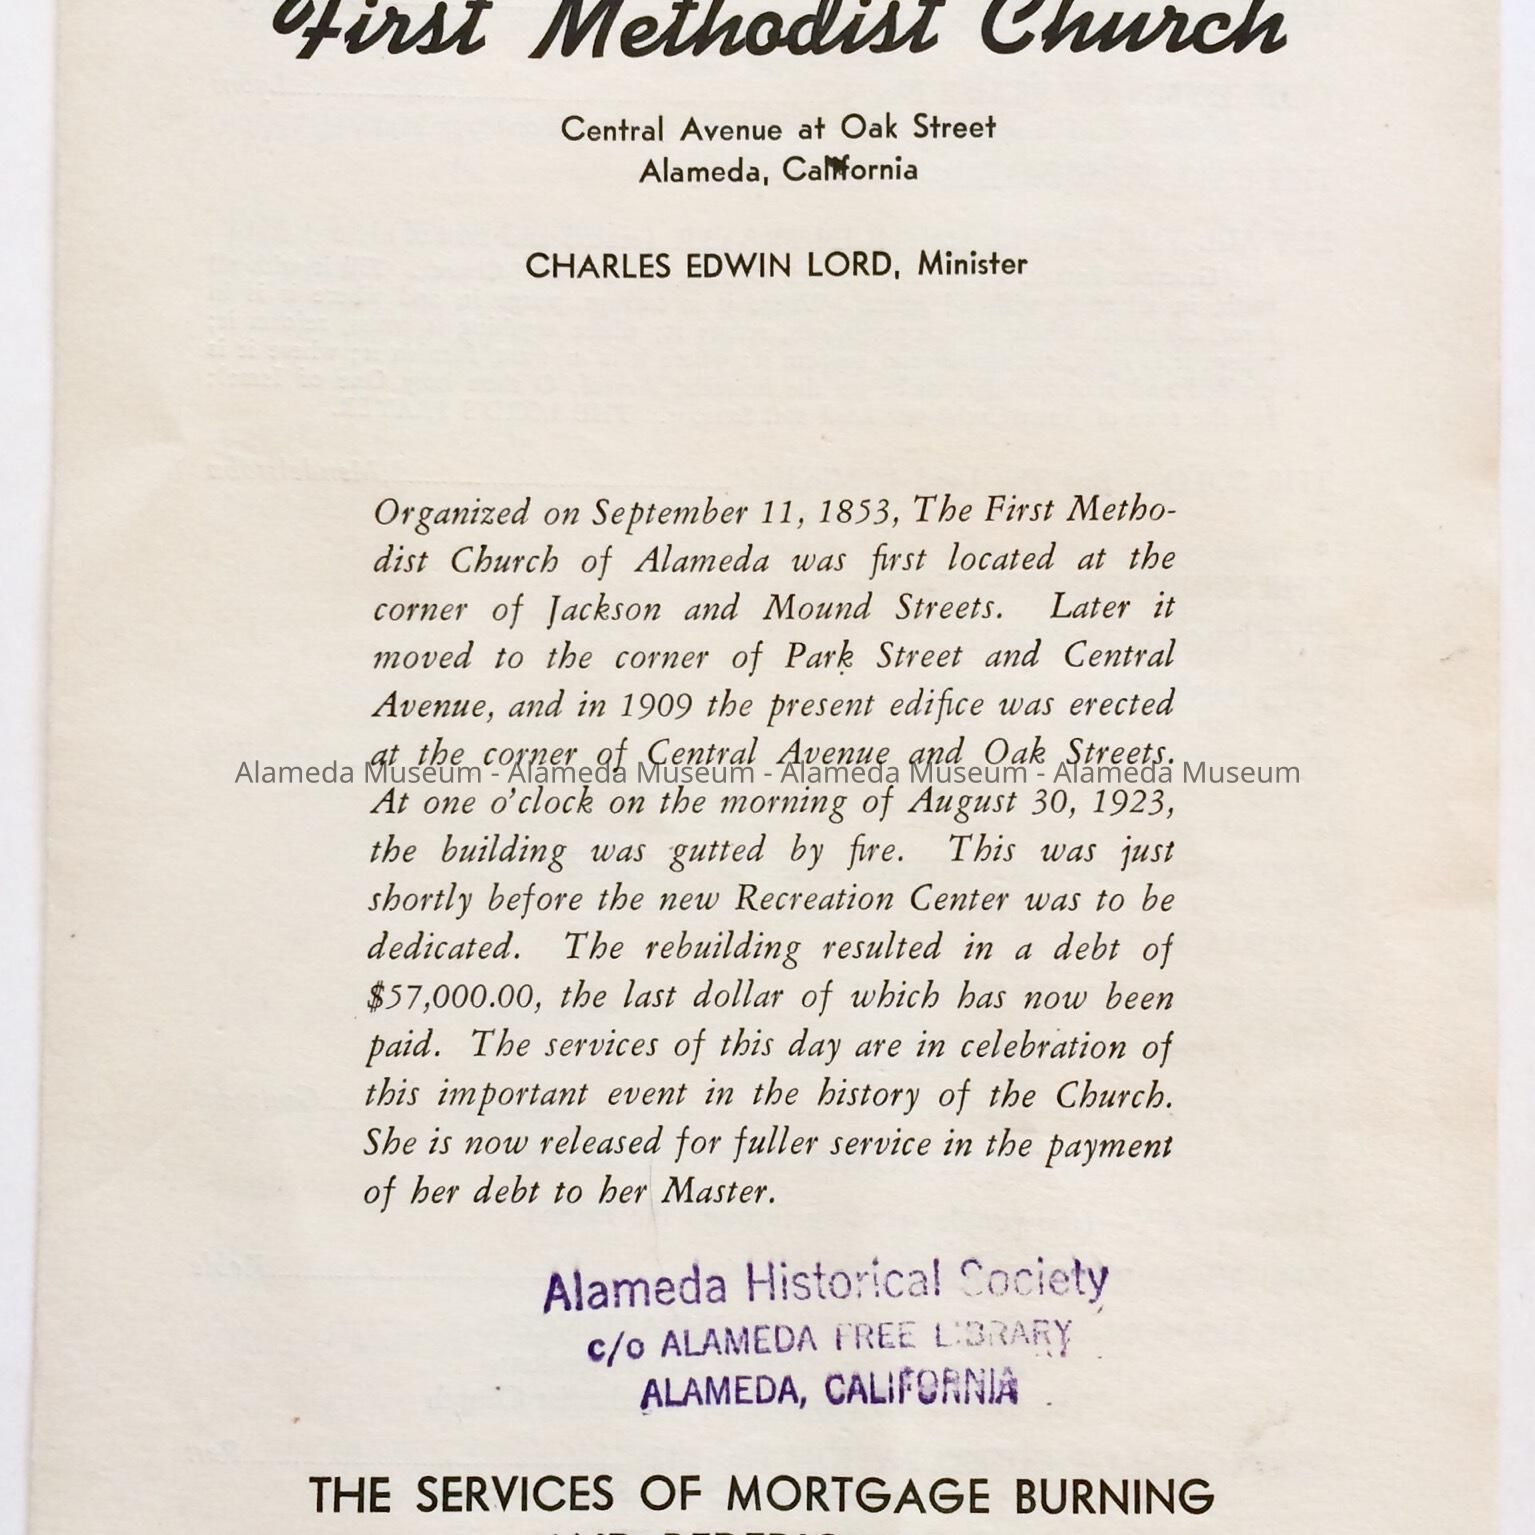 First Methodist Church
Central Avenue at Oak Street
Alameda, California
CHARLES EDWIN LORD, Minister
Organized on September 11, 1853, The First Metho-
dist Church of Alameda was first located at the
corner of Jackson and Mound Streets. Later it
moved to the corner of Park Street and Central
Avenue, and in 1909 the present edifice was erected
at the corner of Central Avenue and Oak Streets.
Alameda Museum - Alameda Museum - Alameda Museum - Alameda Museum
At one o'clock on the morning of August 30, 1923,
the building was gutted by fire. This was just
shortly before the new Recreation Center was to be
dedicated. The rebuilding resulted in a debt of
$57,000.00, the last dollar of which has now been
paid. The services of this day are in celebration of
this important event in the history of the Church.
She is now released for fuller service in the payment
of her debt to her Master.
Alameda Historical Society
c/o ALAMEDA FREE LIBRARY
ALAMEDA, CALIFORNIA
THE SERVICES OF MORTGAGE BURNING